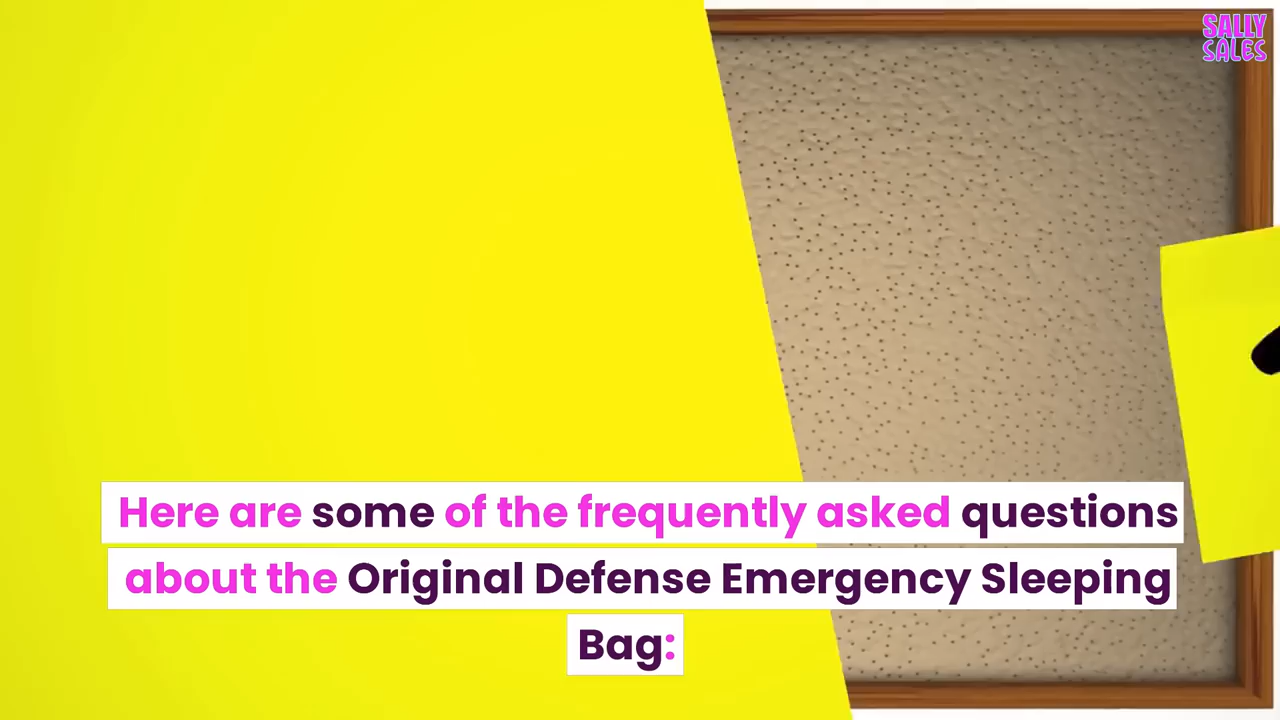 SALLY
SALES
Here are some of the frequently asked questions
about the Original Defense Emergency Sleeping
Bag: